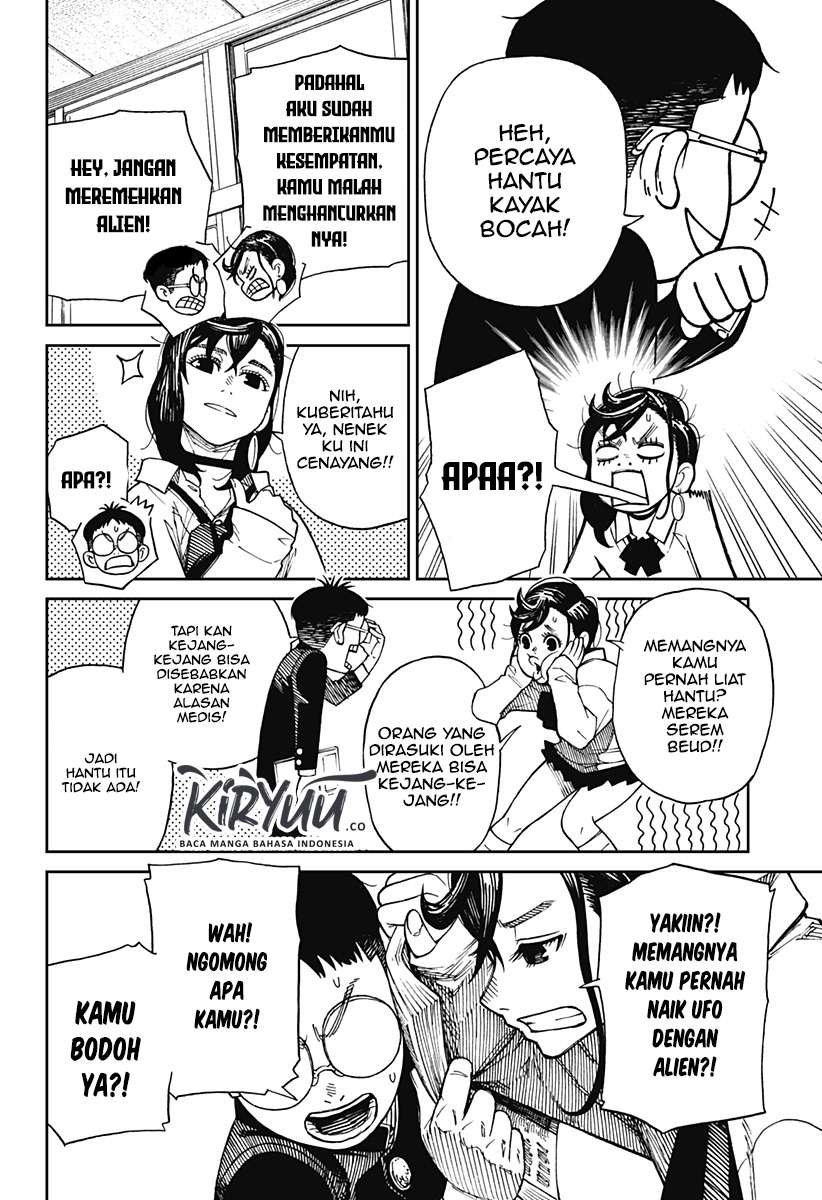 HEH,
PERCAYA
HANTU
KAYAK
BOCAH!
APAA?!
PADAHAL
AKU SUDAH
MEMBERIKANMU
KESEMPATAN,
KAMU MALAH
MENGHANCURKAN
NYA!
HEY, JANGAN
MEREMEHKAN
ALIEN!
NIH,
KUBERITAHU
YA, NENEK
KU INI
CENAYANG!!
APA?!
MEMANGNYA
KAMU
PERNAH LIAT
HANTU?
MEREKA
SEREM
BEUD!!
ORANG YANG
DIRASUKI OLEH
MEREKA BISA
KEJANG-KE-
JANG!!
TAPI KAN
KEJANG-
KEJANG BISA
DISEBABKAN
KARENA
ALASAN
MEDIS!
JADI
HANTU ITU
TIDAK ADA!
KIRYUU.CO
BACA MANGA BAHASA INDONESIA
YAKIIN?!
MEMANGNYA
KAMU PERNAH
NAIK UFO
DENGAN
ALIEN?!
WAH!
NGOMONG
APA
KAMU?!
KAMU
BODOH
YA?!